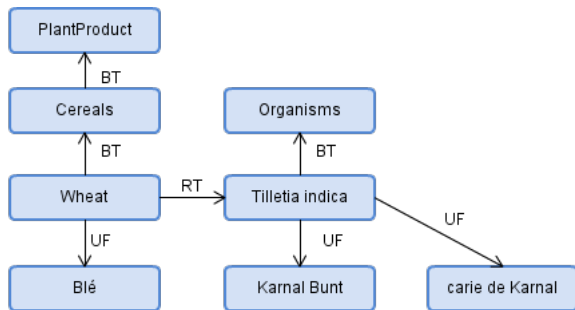 PlantProduct
BT
Cereals
Organisms
BT
BT
Wheat
RT
Tilletia indica
UF
UF
UF
Blé
Karnal Bunt
carie de Karnal